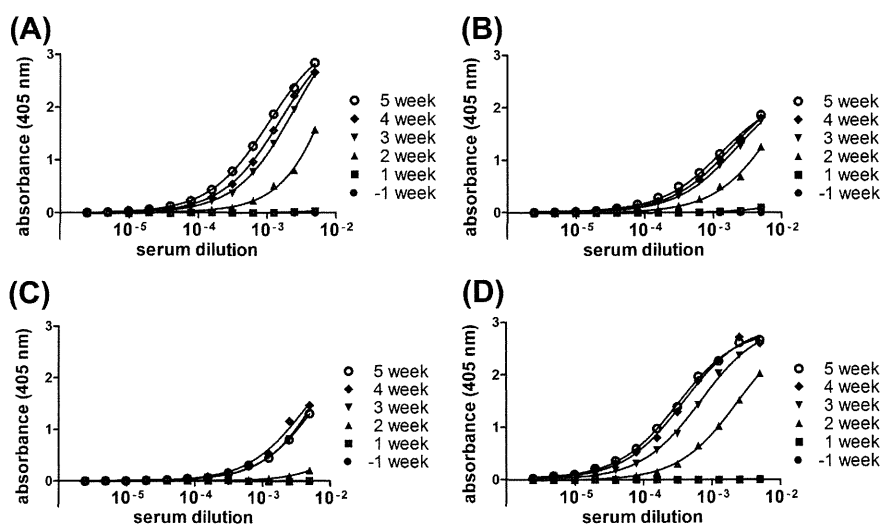 (A)
absorbance (405 nm)
3
2
1
0
10-5 10-4 10-3 10-2
serum dilution
5 week
4 week
3 week
2 week
1 week
-1 week
(B)
absorbance (405 nm)
3
2
1
0
10-5 10-4 10-3 10-2
serum dilution
5 week
4 week
3 week
2 week
1 week
-1 week
(C)
absorbance (405 nm)
3
2
1
0
10-5 10-4 10-3 10-2
serum dilution
5 week
4 week
3 week
2 week
1 week
-1 week
(D)
absorbance (405 nm)
3
2
1
0
10-5 10-4 10-3 10-2
serum dilution
5 week
4 week
3 week
2 week
1 week
-1 week